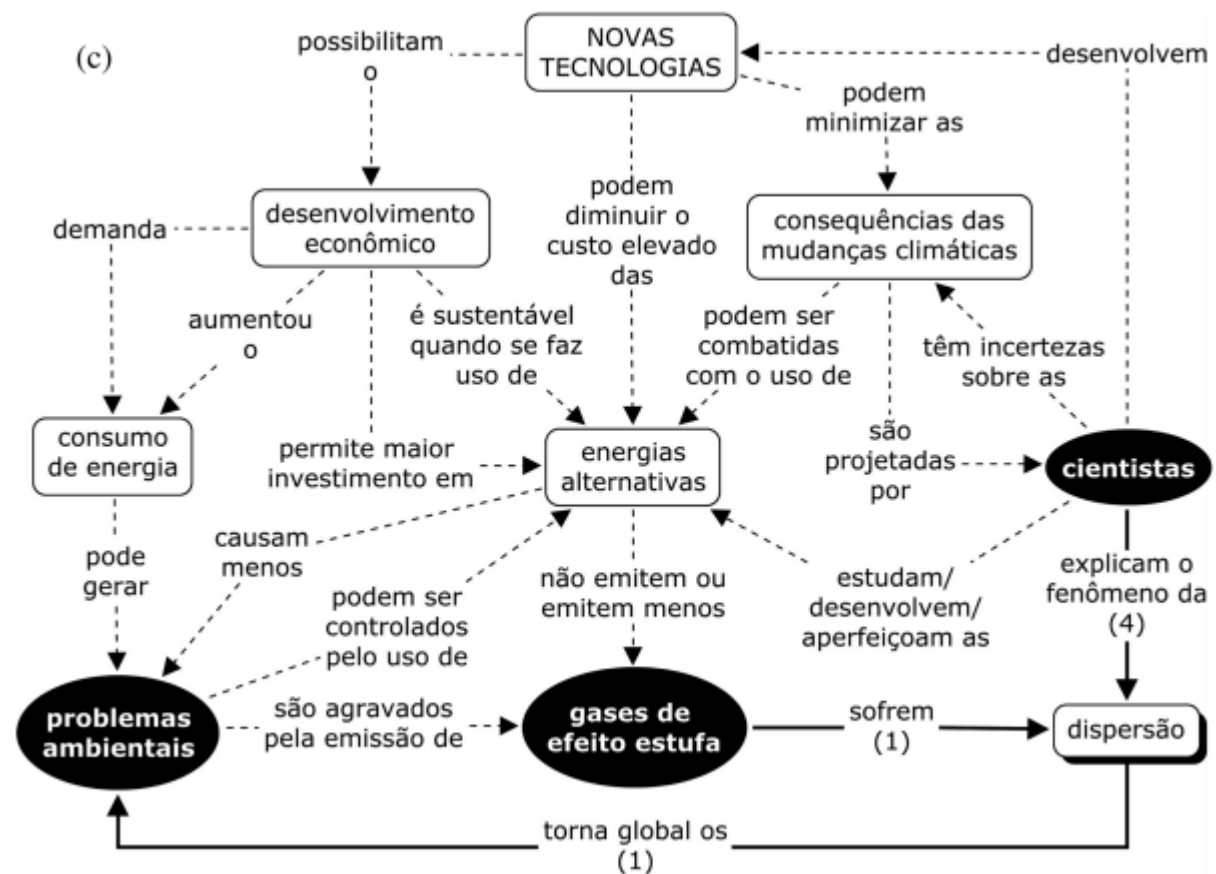 (c)
possibilitam
o
NOVAS
TECNOLOGIAS
desenvolvem
podem
minimizar as
demanda
desenvolvimento
econômico
podem
diminuir o
custo elevado
das
consequências das
mudanças climáticas
aumentou
o
é sustentável
quando se faz
uso de
podem ser
combatidas
com o uso de
têm incertezas
sobre as
consumo
de energia
permite maior
investimento em
energias
alternativas
são
projetadas
por
cientistas
pode
gerar
causam
menos
podem ser
controlados
pelo uso de
não emitem ou
emitem menos
estudam/
desenvolvem/
aperfeiçoam as
explicam o
fenômeno da
(4)
problemas
ambientais
são agravados
pela emissão de
gases de
efeito estufa
sofrem
(1)
dispersão
torna global os
(1)